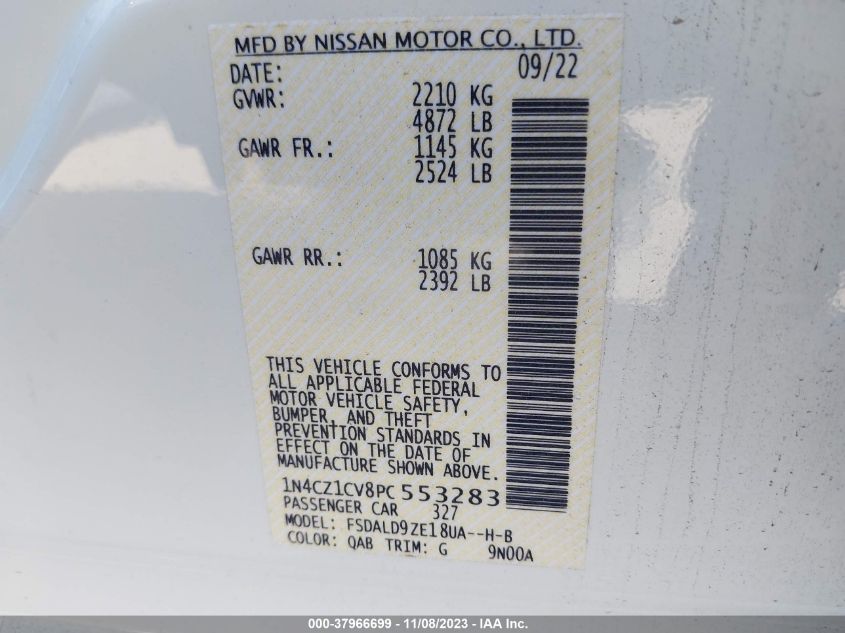 MFD BY NISSAN MOTOR CO., LTD.
DATE: 09/22
GVWR: 2210 KG
4872 LB
GAWR FR.: 1145 KG
2524 LB
GAWR RR.: 1085 KG
2392 LB
THIS VEHICLE CONFORMS TO
ALL APPLICABLE FEDERAL
MOTOR VEHICLE SAFETY,
BUMPER, AND THEFT
PREVENTION STANDARDS IN
EFFECT ON THE DATE OF
MANUFACTURE SHOWN ABOVE.
1N4CZ1CV8PC553283
PASSENGER CAR 327
MODEL: FSDALD9ZE18UA--H-B
COLOR: QAB TRIM: G 9N00A
000-37966699 - 11/08/2023 - IAA Inc.